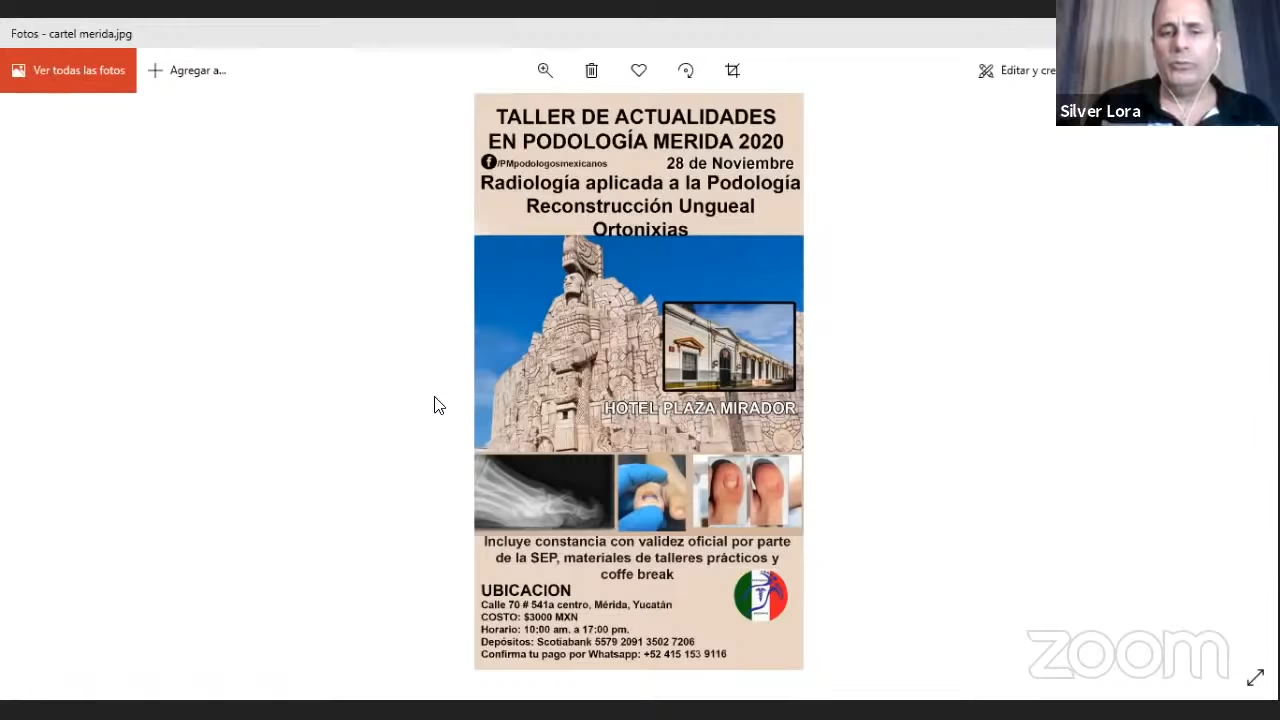 Fotos - cartel merida.jpg
Ver todas las fotos
Agregar a...
Editar y cre
Silver Lora
TALLER DE ACTUALIDADES
EN PODOLOGÍA MERIDA 2020
/PMpodologosmexicanos
28 de Noviembre
Radiología aplicada a la Podología
Reconstrucción Ungueal
Ortonixias
HOTEL PLAZA MIRADOR
Incluye constancia con validez oficial por parte
de la SEP, materiales de talleres prácticos y
coffe break
UBICACION
Calle 70 # 541a centro, Mérida, Yucatán
COSTO: $3000 MXN
Horario: 10:00 am. a 17:00 pm.
Depósitos: Scotiabank 5579 2091 3502 7206
Confirma tu pago por Whatsapp: +52 415 153 9116
zoom